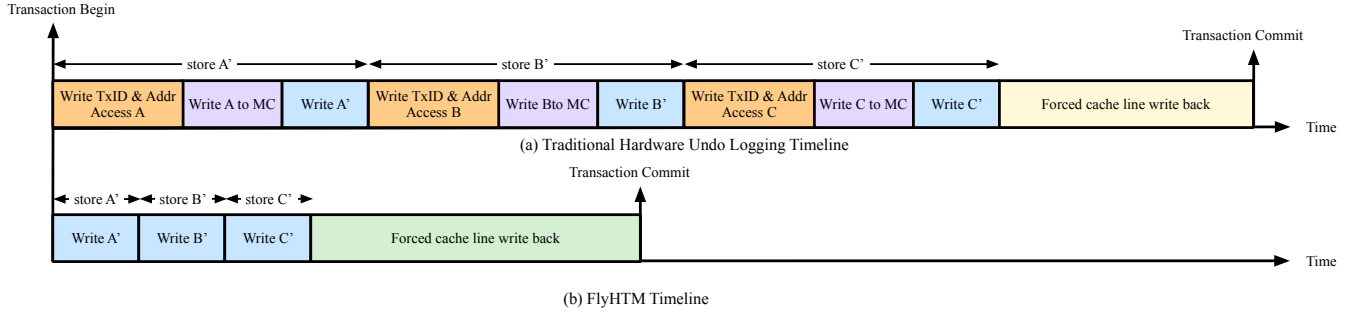 Transaction Begin
Transaction Commit
store A’
store B’
store C’
Write TxID & Addr
Access A
Write A to MC
Write A’
Write TxID & Addr
Access B
Write Bto MC
Write B’
Write TxID & Addr
Access C
Write C to MC
Write C’
Forced cache line write back
Time
(a) Traditional Hardware Undo Logging Timeline
Transaction Commit
store A’
store B’
store C’
Write A’
Write B’
Write C’
Forced cache line write back
Time
(b) FlyHTM Timeline